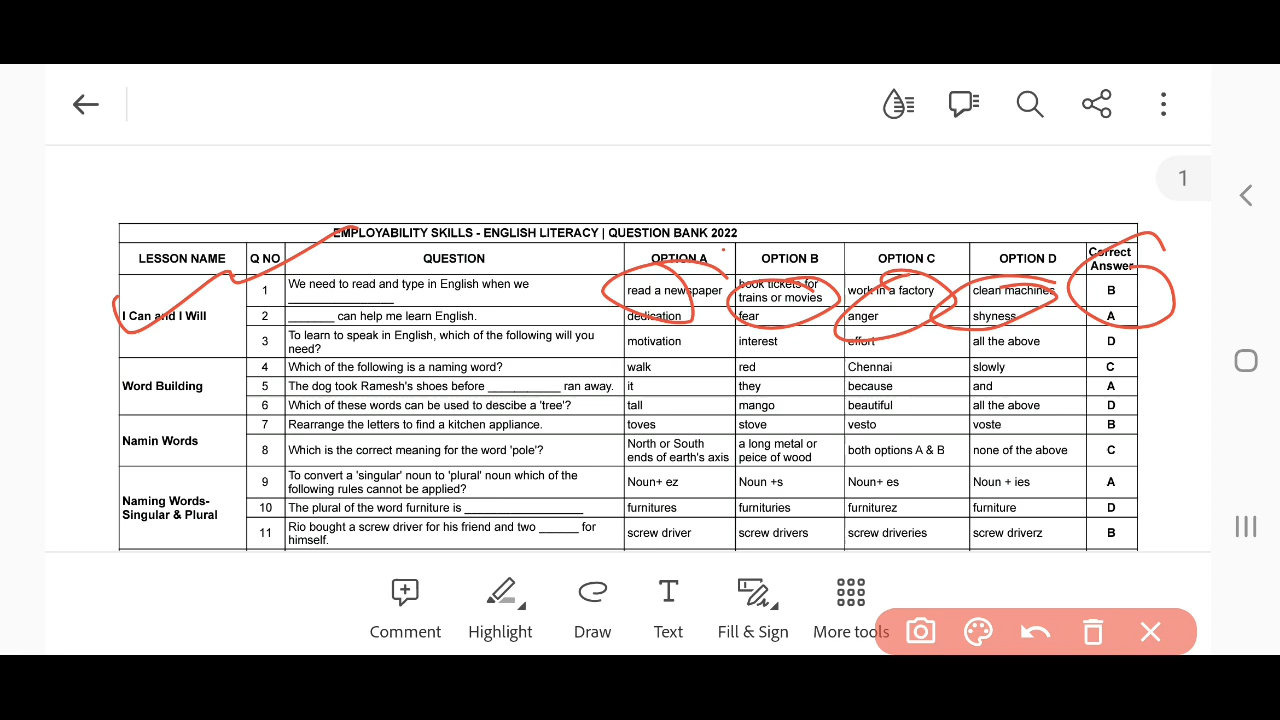 1
EMPLOYABILITY SKILLS - ENGLISH LITERACY | QUESTION BANK 2022
LESSON NAME Q NO QUESTION OPTION A OPTION B OPTION C OPTION D Correct Answer
I Can and I Will
1 We need to read and type in English when we ________________ read a newspaper book tickets for trains or movies work in a factory clean machines B
2 _______ can help me learn English. dedication fear anger shyness A
3 To learn to speak in English, which of the following will you need? motivation interest effort all the above D
Word Building
4 Which of the following is a naming word? walk red Chennai slowly C
5 The dog took Ramesh's shoes before ___________ ran away. it they because and A
6 Which of these words can be used to descibe a 'tree'? tall mango beautiful all the above D
Namin Words
7 Rearrange the letters to find a kitchen appliance. toves stove vesto voste B
8 Which is the correct meaning for the word 'pole'? North or South ends of earth's axis a long metal or peice of wood both options A & B none of the above C
Naming Words- Singular & Plural
9 To convert a 'singular' noun to 'plural' noun which of the following rules cannot be applied? Noun+ ez Noun +s Noun+ es Noun + ies A
10 The plural of the word furniture is __________________ furnitures furnituries furniturez furniture D
11 Rio bought a screw driver for his friend and two ______ for himself. screw driver screw drivers screw driveries screw driverz B
Comment Highlight Draw Text Fill & Sign More tools